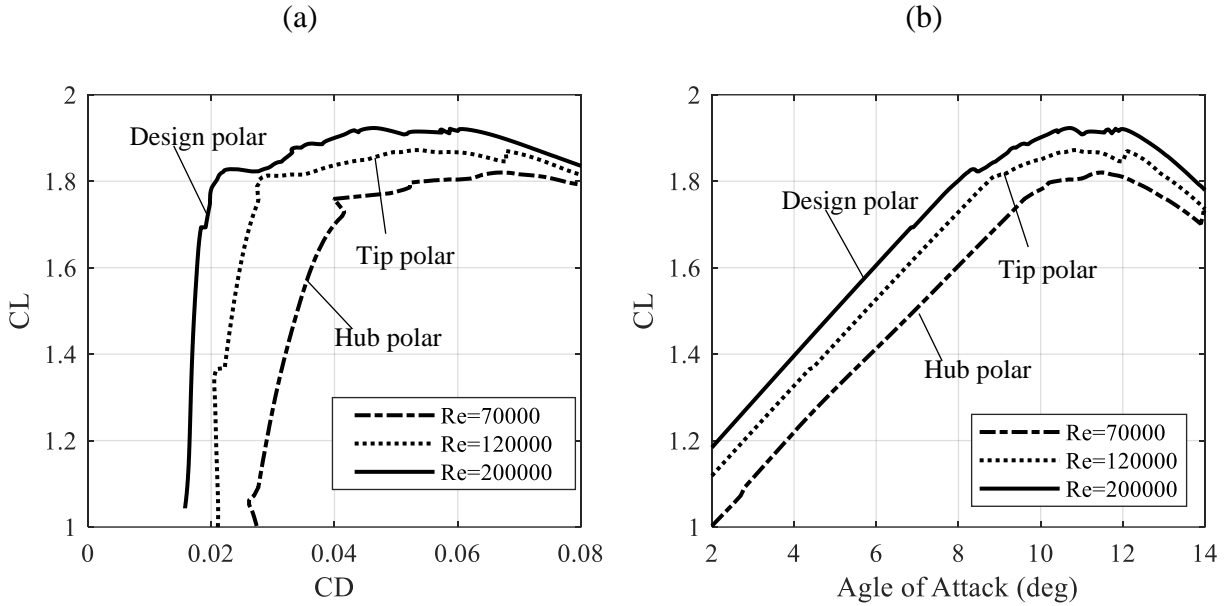 (a)
2
1.8
1.6
1.4
1.2
1
CL
0
0.02
0.04
0.06
0.08
CD
Design polar
Tip polar
Hub polar
Re=70000
Re=120000
Re=200000
(b)
2
1.8
1.6
1.4
1.2
1
CL
2
4
6
8
10
12
14
Agle of Attack (deg)
Design polar
Tip polar
Hub polar
Re=70000
Re=120000
Re=200000